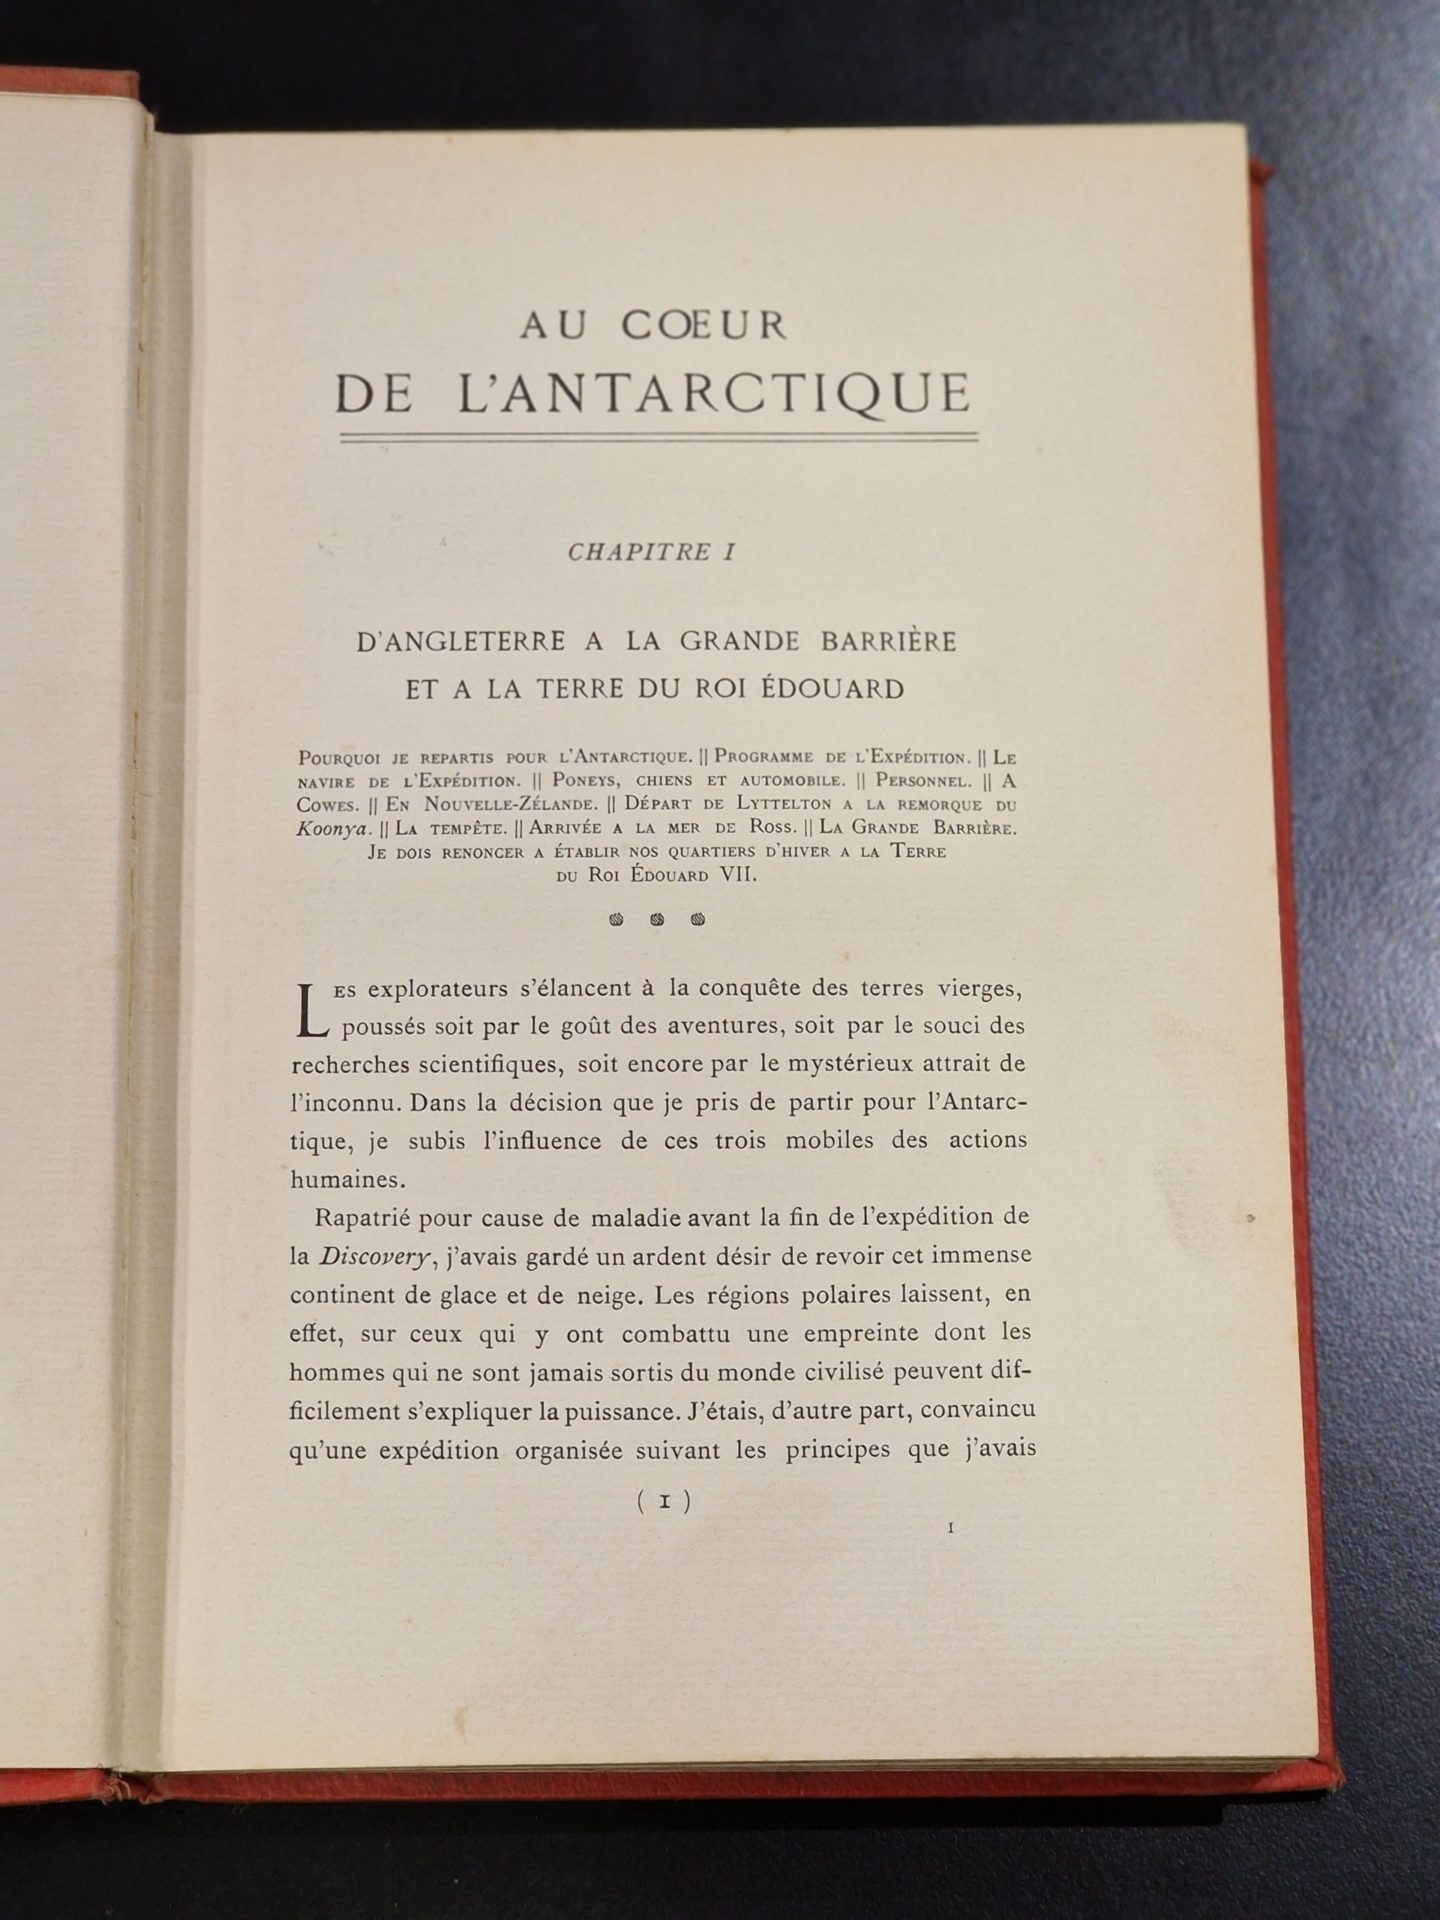 AU CŒUR
DE L'ANTARCTIQUE
CHAPITRE I
D'ANGLETERRE A LA GRANDE BARRIÈRE
ET A LA TERRE DU ROI ÉDOUARD
Pourquoi je repartis pour l'Antarctique. || Programme de l'Expédition. || Le
navire de l'Expédition. || Poneys, chiens et automobile. || Personnel. || A
Cowes. || En Nouvelle-Zélande. || Départ de Lyttelton a la remorque du
Koonya. || La tempête. || Arrivée a la mer de Ross. || La Grande Barrière.
Je dois renoncer a établir nos quartiers d'hiver a la Terre
du Roi Édouard VII.
Les explorateurs s'élancent à la conquête des terres vierges,
poussés soit par le goût des aventures, soit par le souci des
recherches scientifiques, soit encore par le mystérieux attrait de
l'inconnu. Dans la décision que je pris de partir pour l'Antarc-
tique, je subis l'influence de ces trois mobiles des actions
humaines.
Rapatrié pour cause de maladie avant la fin de l'expédition de
la Discovery, j'avais gardé un ardent désir de revoir cet immense
continent de glace et de neige. Les régions polaires laissent, en
effet, sur ceux qui y ont combattu une empreinte dont les
hommes qui ne sont jamais sortis du monde civilisé peuvent dif-
ficilement s'expliquer la puissance. J'étais, d'autre part, convaincu
qu'une expédition organisée suivant les principes que j'avais
( 1 )
1